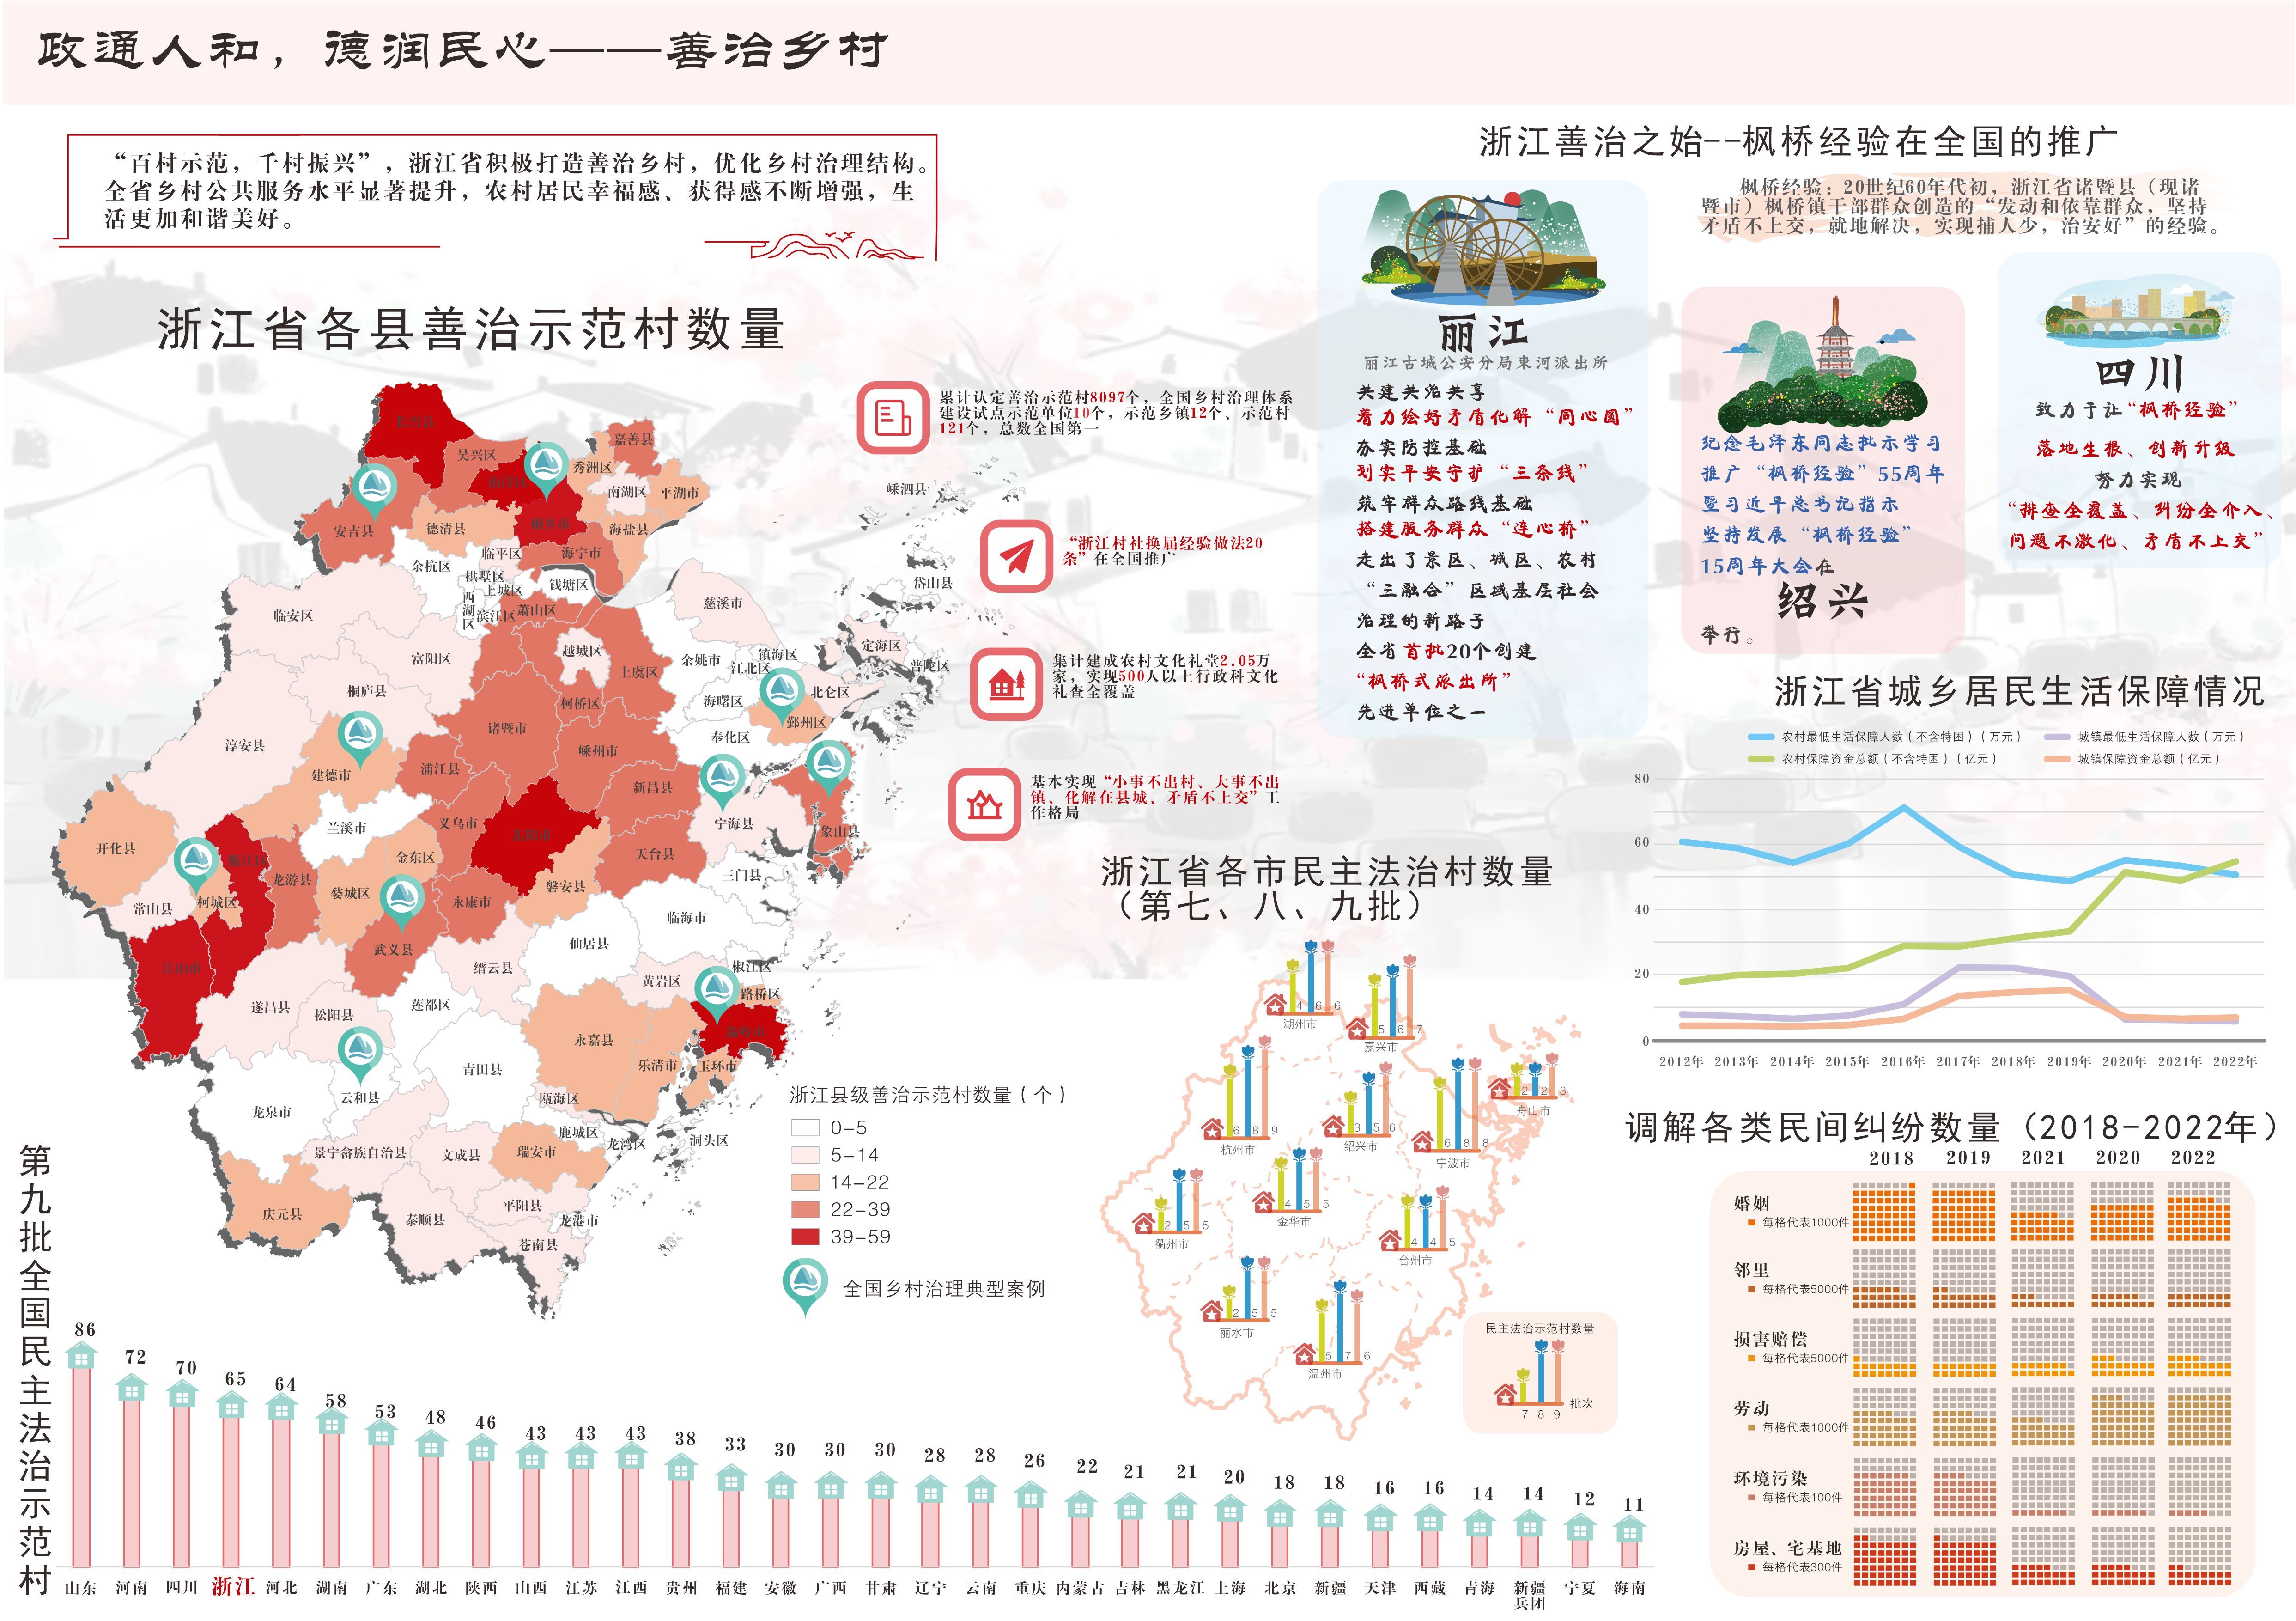 政通人和，德润民心——善治乡村
“百村示范，千村振兴”，浙江省积极打造善治乡村，优化乡村治理结构。
全省乡村公共服务水平显著提升，农村居民幸福感、获得感不断增强，生
活更加和谐美好。
浙江省各县善治示范村数量
长兴县
吴兴区
嘉善县
秀洲区
南浔区
南湖区
平湖市
安吉县
德清县
桐乡市
海盐县
临平区
海宁市
余杭区
拱墅区
上城区
钱塘区
西
湖
区
滨江区
萧山区
临安区
慈溪市
嵊泗县
岱山县
富阳区
越城区
上虞区
余姚市
镇海区
江北区
定海区
普陀区
桐庐县
柯桥区
海曙区
北仑区
鄞州区
淳安县
诸暨市
嵊州市
奉化区
建德市
浦江县
新昌县
宁海县
象山县
兰溪市
义乌市
东阳市
开化县
衢江区
龙游县
金东区
天台县
三门县
常山县
柯城区
婺城区
永康市
磐安县
临海市
江山市
武义县
仙居县
缙云县
黄岩区
椒江区
路桥区
遂昌县
松阳县
莲都区
永嘉县
温岭市
乐清市
玉环市
青田县
云和县
龙泉市
瓯海区
鹿城区
龙湾区
洞头区
景宁畲族自治县
文成县
瑞安市
庆元县
平阳县
泰顺县
龙港市
苍南县
浙江县级善治示范村数量（个）
0-5
5-14
14-22
22-39
39-59
全国乡村治理典型案例
累计认定善治示范村8097个，全国乡村治理体系
建设试点示范单位10个，示范乡镇12个、示范村
121个，总数全国第一
“浙江村社换届经验做法20
条”在全国推广
集计建成农村文化礼堂2.05万
家，实现500人以上行政科文化
礼查全覆盖
基本实现“小事不出村、大事不出
镇、化解在县城、矛盾不上交”工
作格局
浙江善治之始--枫桥经验在全国的推广
枫桥经验：20世纪60年代初，浙江省诸暨县（现诸
暨市）枫桥镇干部群众创造的“发动和依靠群众，坚持
矛盾不上交，就地解决，实现捕人少，治安好”的经验。
丽江
丽江古城公安分局束河派出所
共建共治共享
着力绘好矛盾化解“同心圆”
夯实防控基础
划实平安守护“三条线”
筑牢群众路线基础
搭建服务群众“连心桥”
走出了景区、城区、农村
“三融合”区域基层社会
治理的新路子
全省首批20个创建
“枫桥式派出所”
先进单位之一
纪念毛泽东同志批示学习
推广“枫桥经验”55周年
暨习近平总书记指示
坚持发展“枫桥经验”
15周年大会在
绍兴
举行。
四川
致力于让“枫桥经验”
落地生根、创新升级
努力实现
“排查全覆盖、纠纷全介入、
问题不激化、矛盾不上交”
浙江省城乡居民生活保障情况
农村最低生活保障人数（不含特困）（万元）
城镇最低生活保障人数（万元）
农村保障资金总额（不含特困）（亿元）
城镇保障资金总额（亿元）
80
60
40
20
0
2012年 2013年 2014年 2015年 2016年 2017年 2018年 2019年 2020年 2021年 2022年
浙江省各市民主法治村数量
（第七、八、九批）
4 6 6
湖州市
5 6 7
嘉兴市
6 8 9
杭州市
3 5 6
绍兴市
6 8 8
宁波市
2 2 3
舟山市
2 5 5
衢州市
4 5 5
金华市
4 4 5
台州市
2 5 5
丽水市
5 7 6
温州市
民主法治示范村数量
批次
7 8 9
调解各类民间纠纷数量（2018-2022年）
2018 2019 2021 2020 2022
婚姻
每格代表1000件
邻里
每格代表5000件
损害赔偿
每格代表5000件
劳动
每格代表1000件
环境污染
每格代表100件
房屋、宅基地
每格代表300件
第九批全国民主法治示范村
86 72 70 65 64 58 53 48 46 43 43 43 38 33 30 30 30 28 28 26 22 21 21 20 18 18 16 16 14 14 12 11
山东 河南 四川 浙江 河北 湖南 广东 湖北 陕西 山西 江苏 江西 贵州 福建 安徽 广西 甘肃 辽宁 云南 重庆 内蒙古 吉林 黑龙江 上海 北京 新疆 天津 西藏 青海 新疆 宁夏 海南
兵团